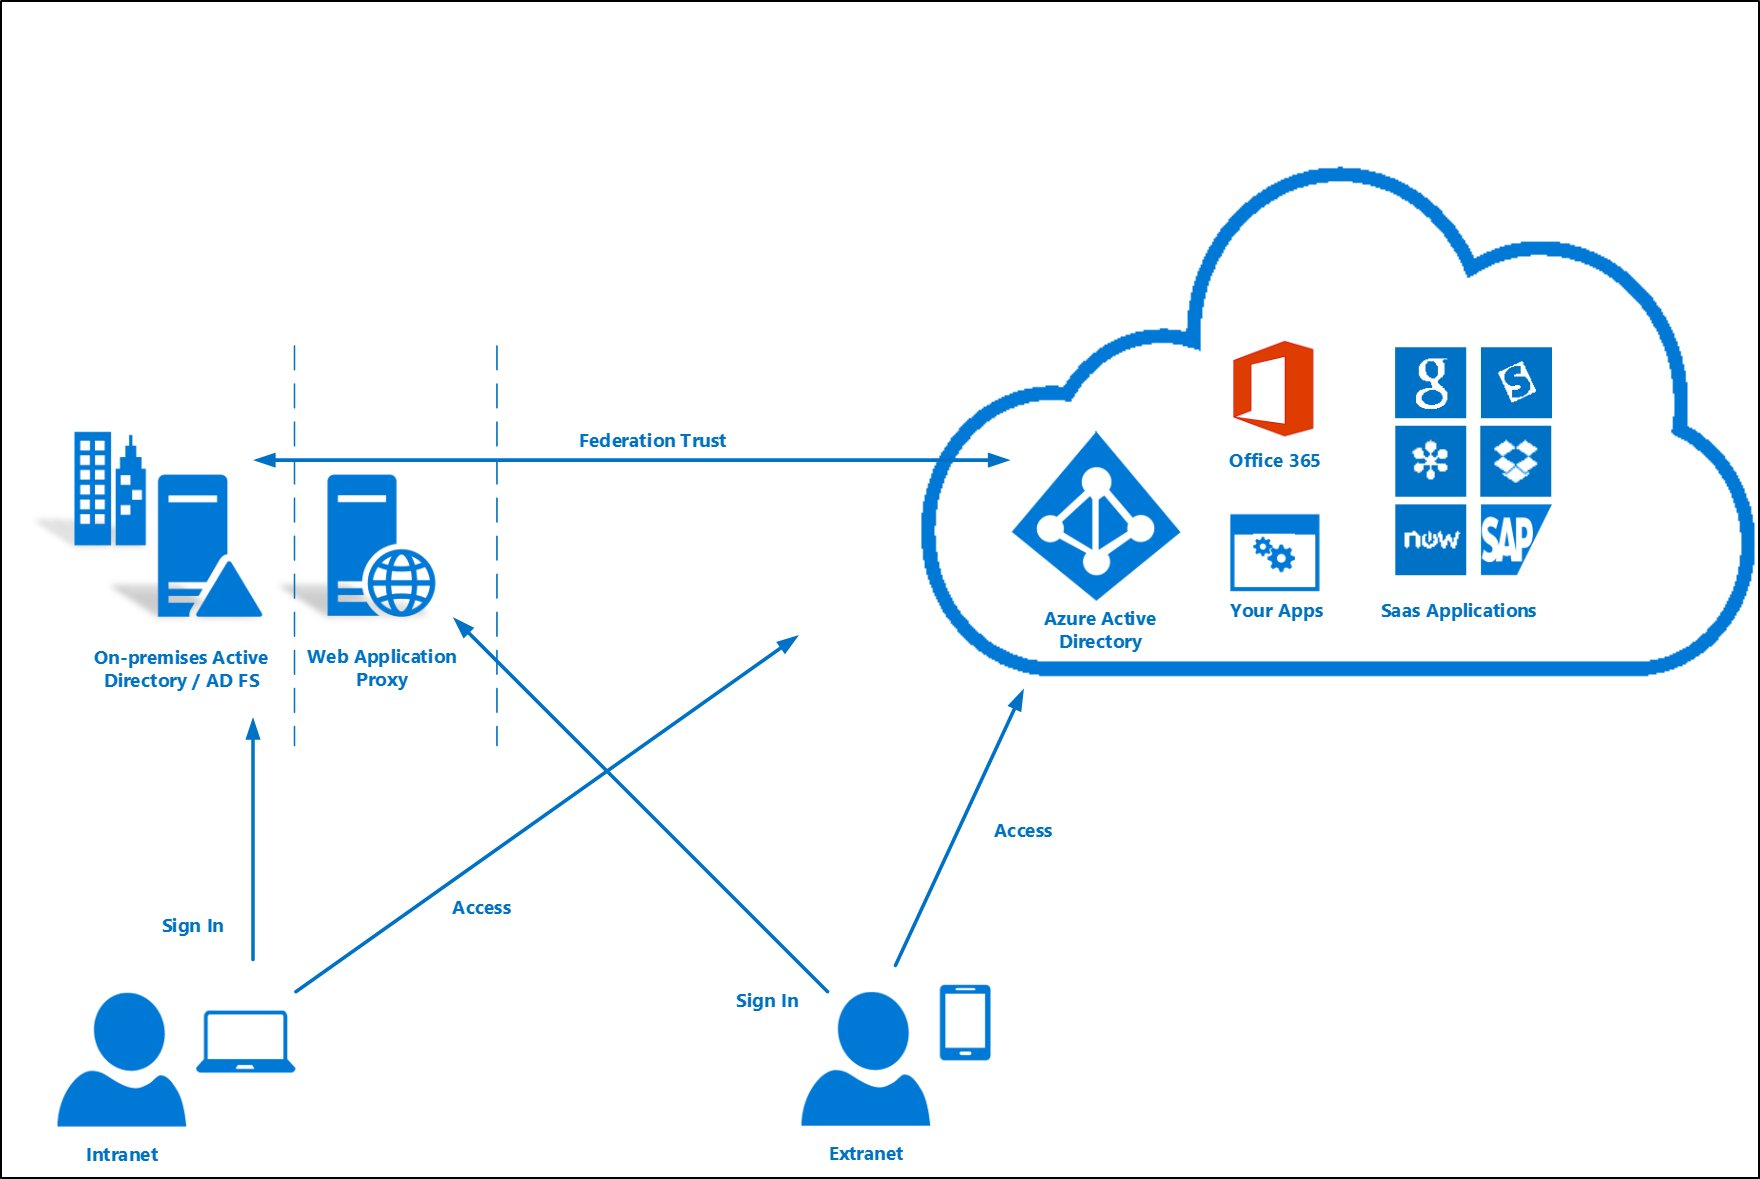 Federation Trust
Office 365
g
S
now
SAP
Your Apps
Saas Applications
Azure Active
Directory
On-premises Active
Directory / AD FS
Web Application
Proxy
Access
Access
Sign In
Sign In
Intranet
Extranet